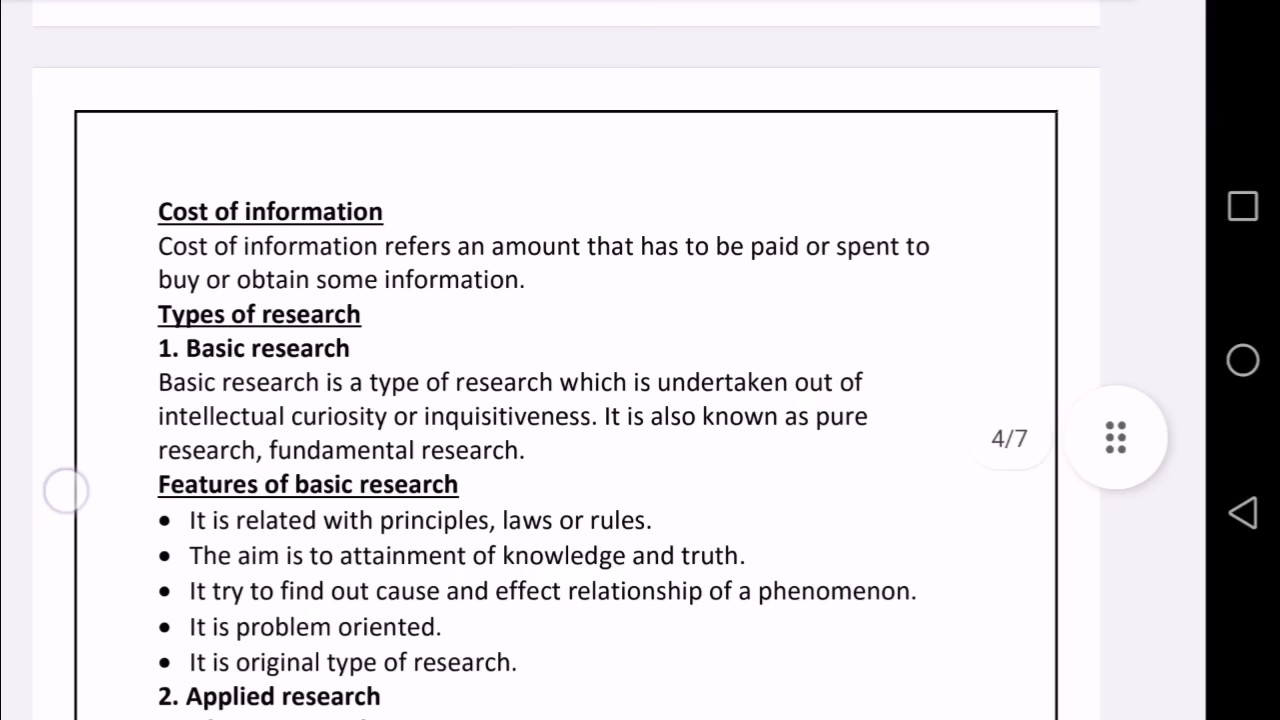 Cost of information
Cost of information refers an amount that has to be paid or spent to
buy or obtain some information.
Types of research
1. Basic research
Basic research is a type of research which is undertaken out of
intellectual curiosity or inquisitiveness. It is also known as pure
research, fundamental research.
4/7
Features of basic research
• It is related with principles, laws or rules.
• The aim is to attainment of knowledge and truth.
• It try to find out cause and effect relationship of a phenomenon.
• It is problem oriented.
• It is original type of research.
2. Applied research